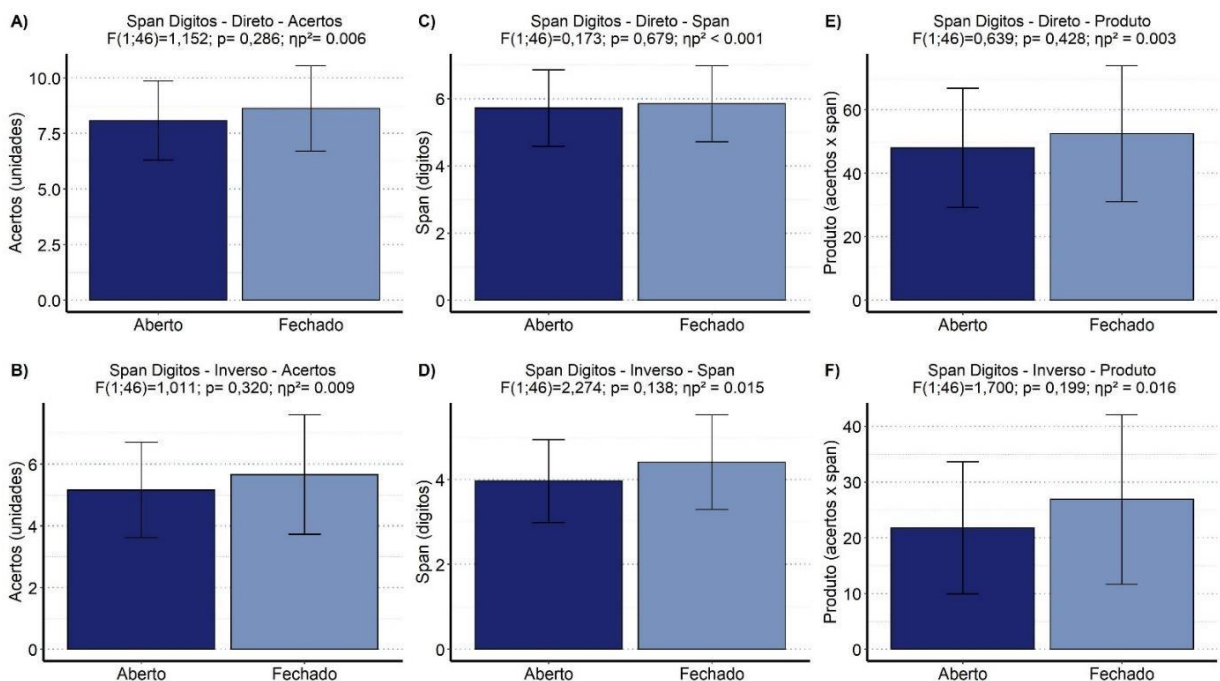 A)
Span Digitos - Direto - Acertos
F(1;46)=1,152; p= 0,286; ηp²= 0.006
Acertos (unidades)
10.0
7.5
5.0
2.5
0.0
Aberto
Fechado
C)
Span Digitos - Direto - Span
F(1;46)=0,173; p= 0,679; ηp² < 0.001
Span (digitos)
6
4
2
0
Aberto
Fechado
E)
Span Digitos - Direto - Produto
F(1;46)=0,639; p= 0,428; ηp² = 0.003
Produto (acertos x span)
60
40
20
0
Aberto
Fechado
B)
Span Digitos - Inverso - Acertos
F(1;46)=1,011; p= 0,320; ηp²= 0.009
Acertos (unidades)
6
4
2
0
Aberto
Fechado
D)
Span Digitos - Inverso - Span
F(1;46)=2,274; p= 0,138; ηp² = 0.015
Span (digitos)
4
2
0
Aberto
Fechado
F)
Span Digitos - Inverso - Produto
F(1;46)=1,700; p= 0,199; ηp² = 0.016
Produto (acertos x span)
40
30
20
10
0
Aberto
Fechado